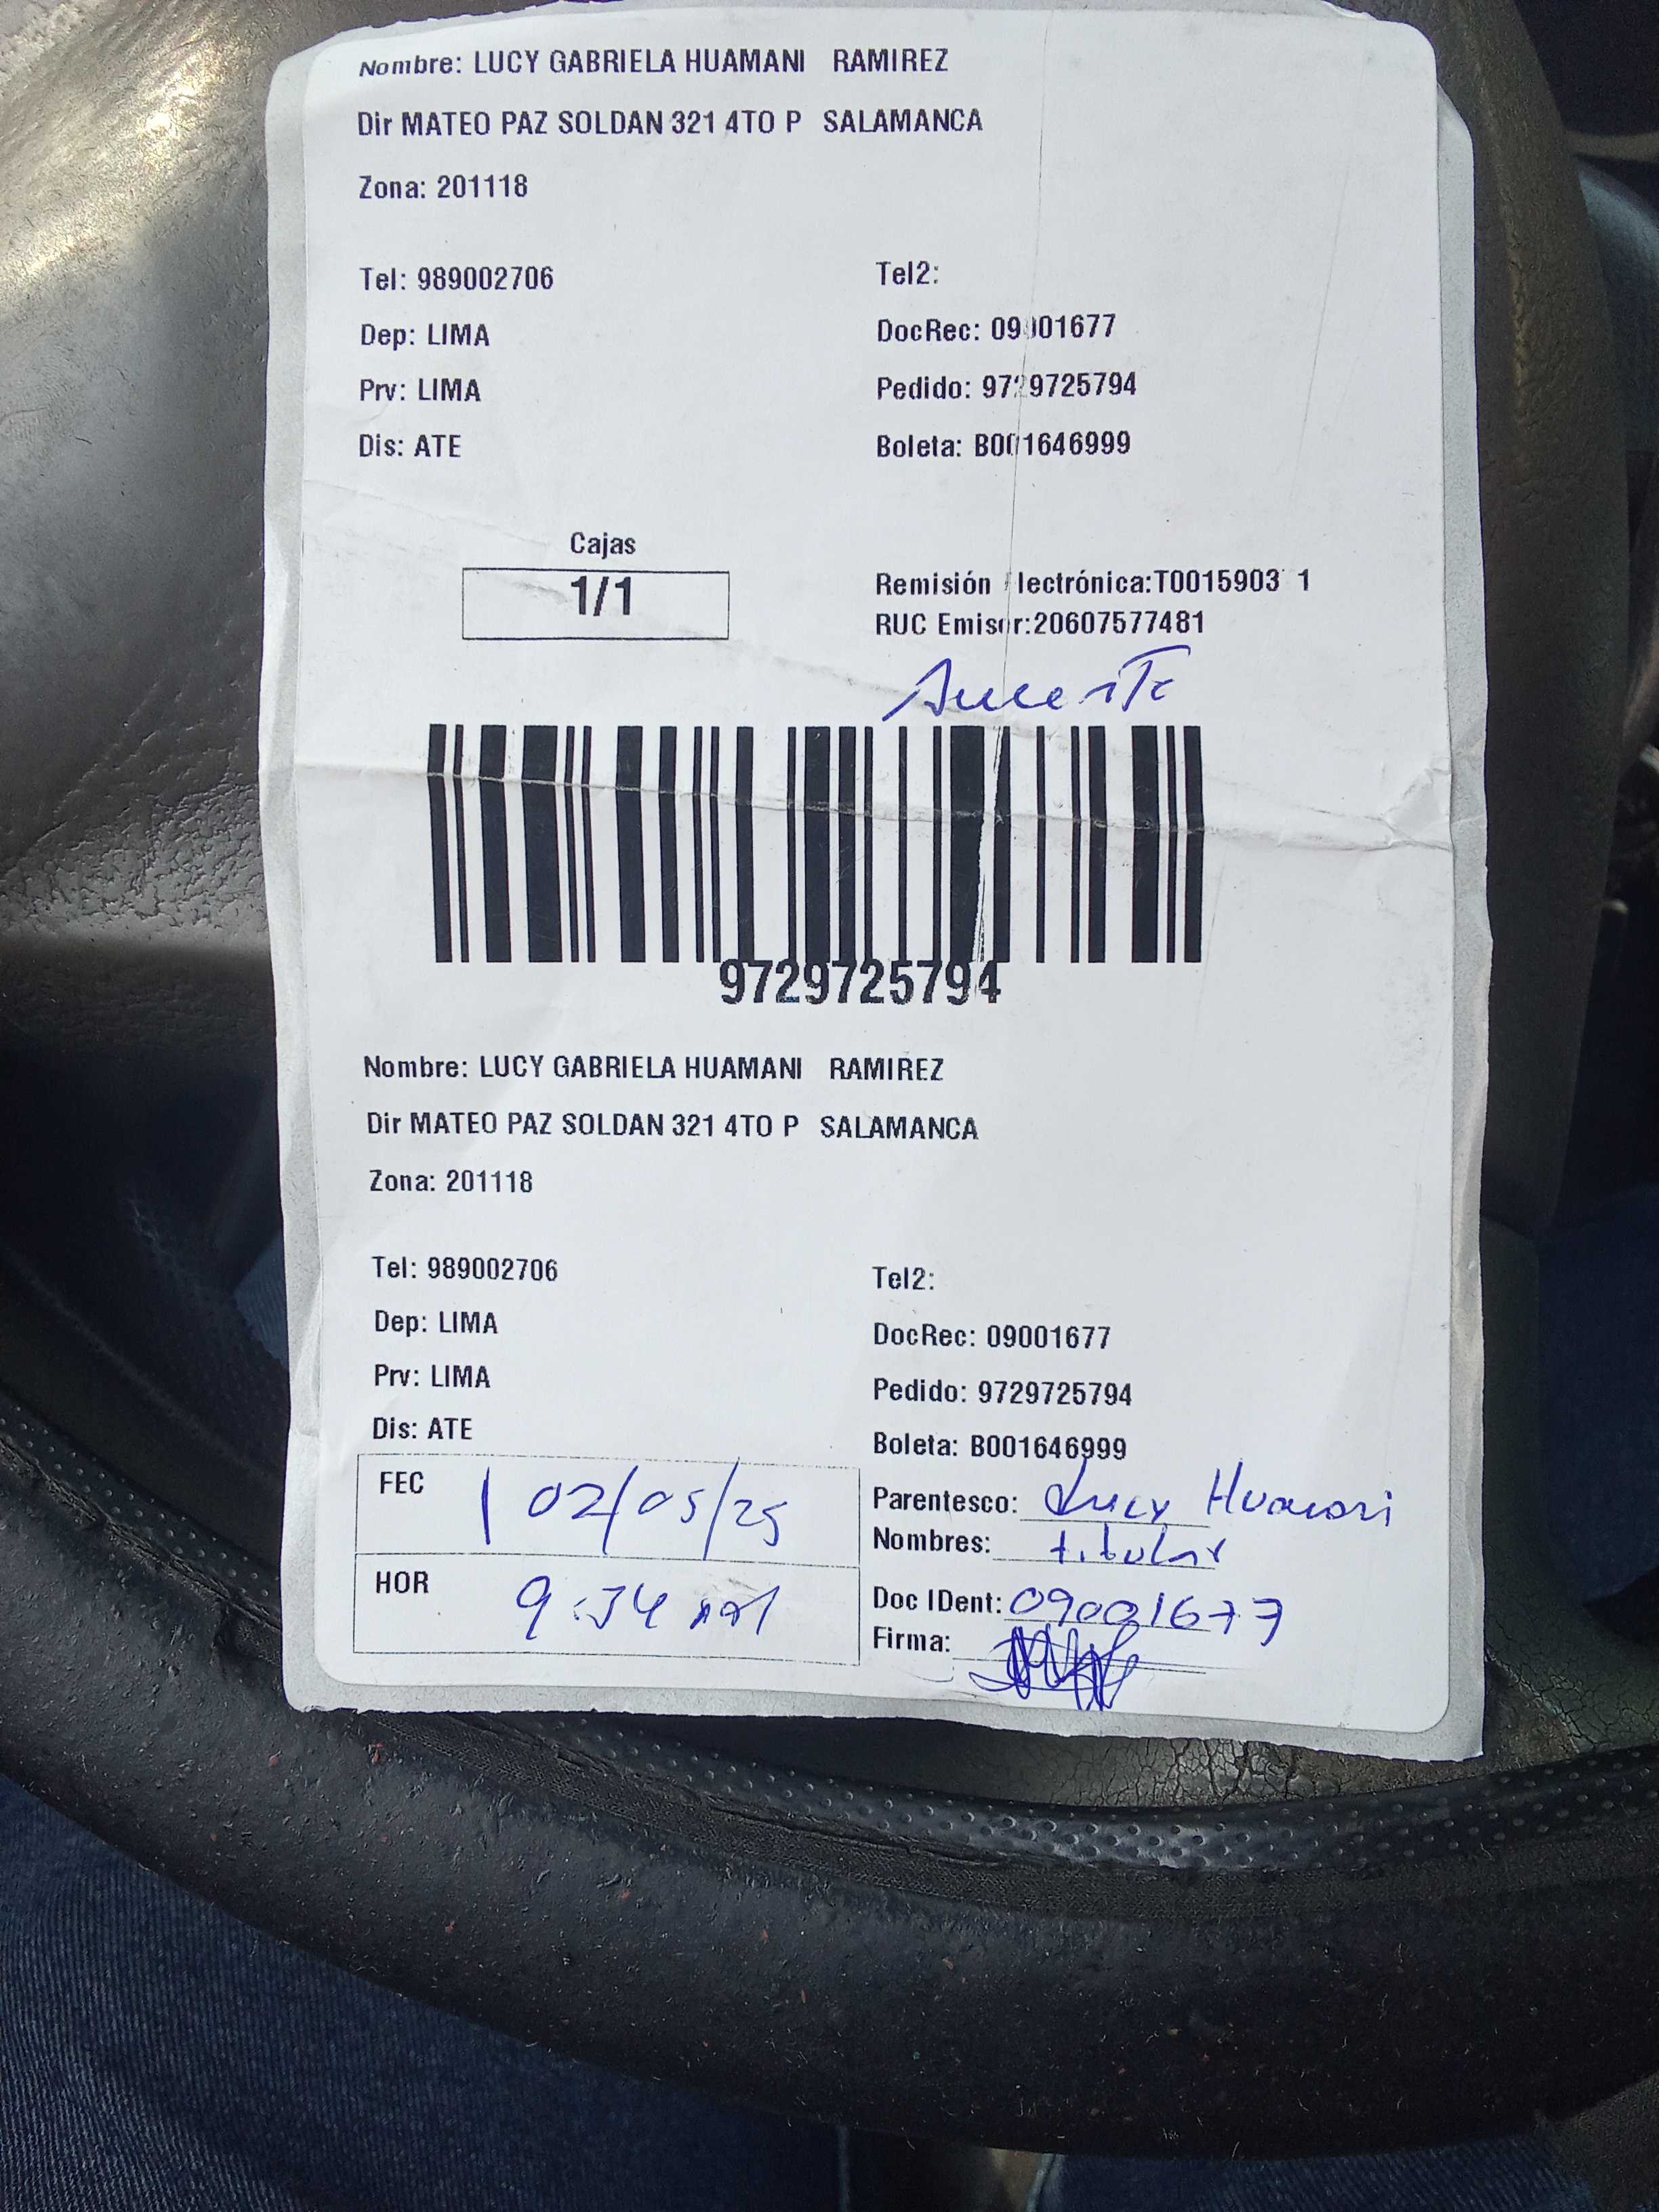 Nombre: LUCY GABRIELA HUAMANI RAMIREZ
Dir MATEO PAZ SOLDAN 321 4TO P SALAMANCA
Zona: 201118
Tel: 989002706 Tel2:
Dep: LIMA DocRec: 09001677
Prv: LIMA Pedido: 9729725794
Dis: ATE Boleta: B001646999
Cajas
1/1
Remisión Electrónica:
RUC Emisor:20607577481
9729725794
Nombre: LUCY GABRIELA HUAMANI RAMIREZ
Dir MATEO PAZ SOLDAN 321 4TO P SALAMANCA
Zona: 201118
Tel: 989002706 Tel2:
Dep: LIMA DocRec: 09001677
Prv: LIMA Pedido: 9729725794
Dis: ATE Boleta: B001646999
FEC 02/05/25 Parentesco: Lucy Huamani
Nombres: titular
HOR 9:34 Doc IDent: 09001677
Firma: